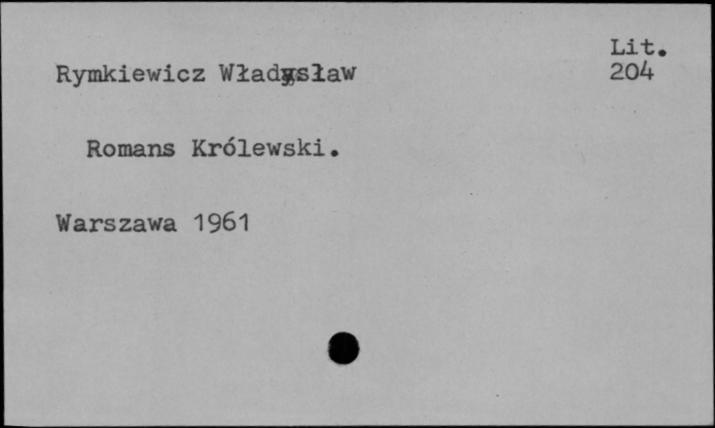 Lit.
Rymkiewicz Władysław
204
Romans Królewski.
Warszawa 1961